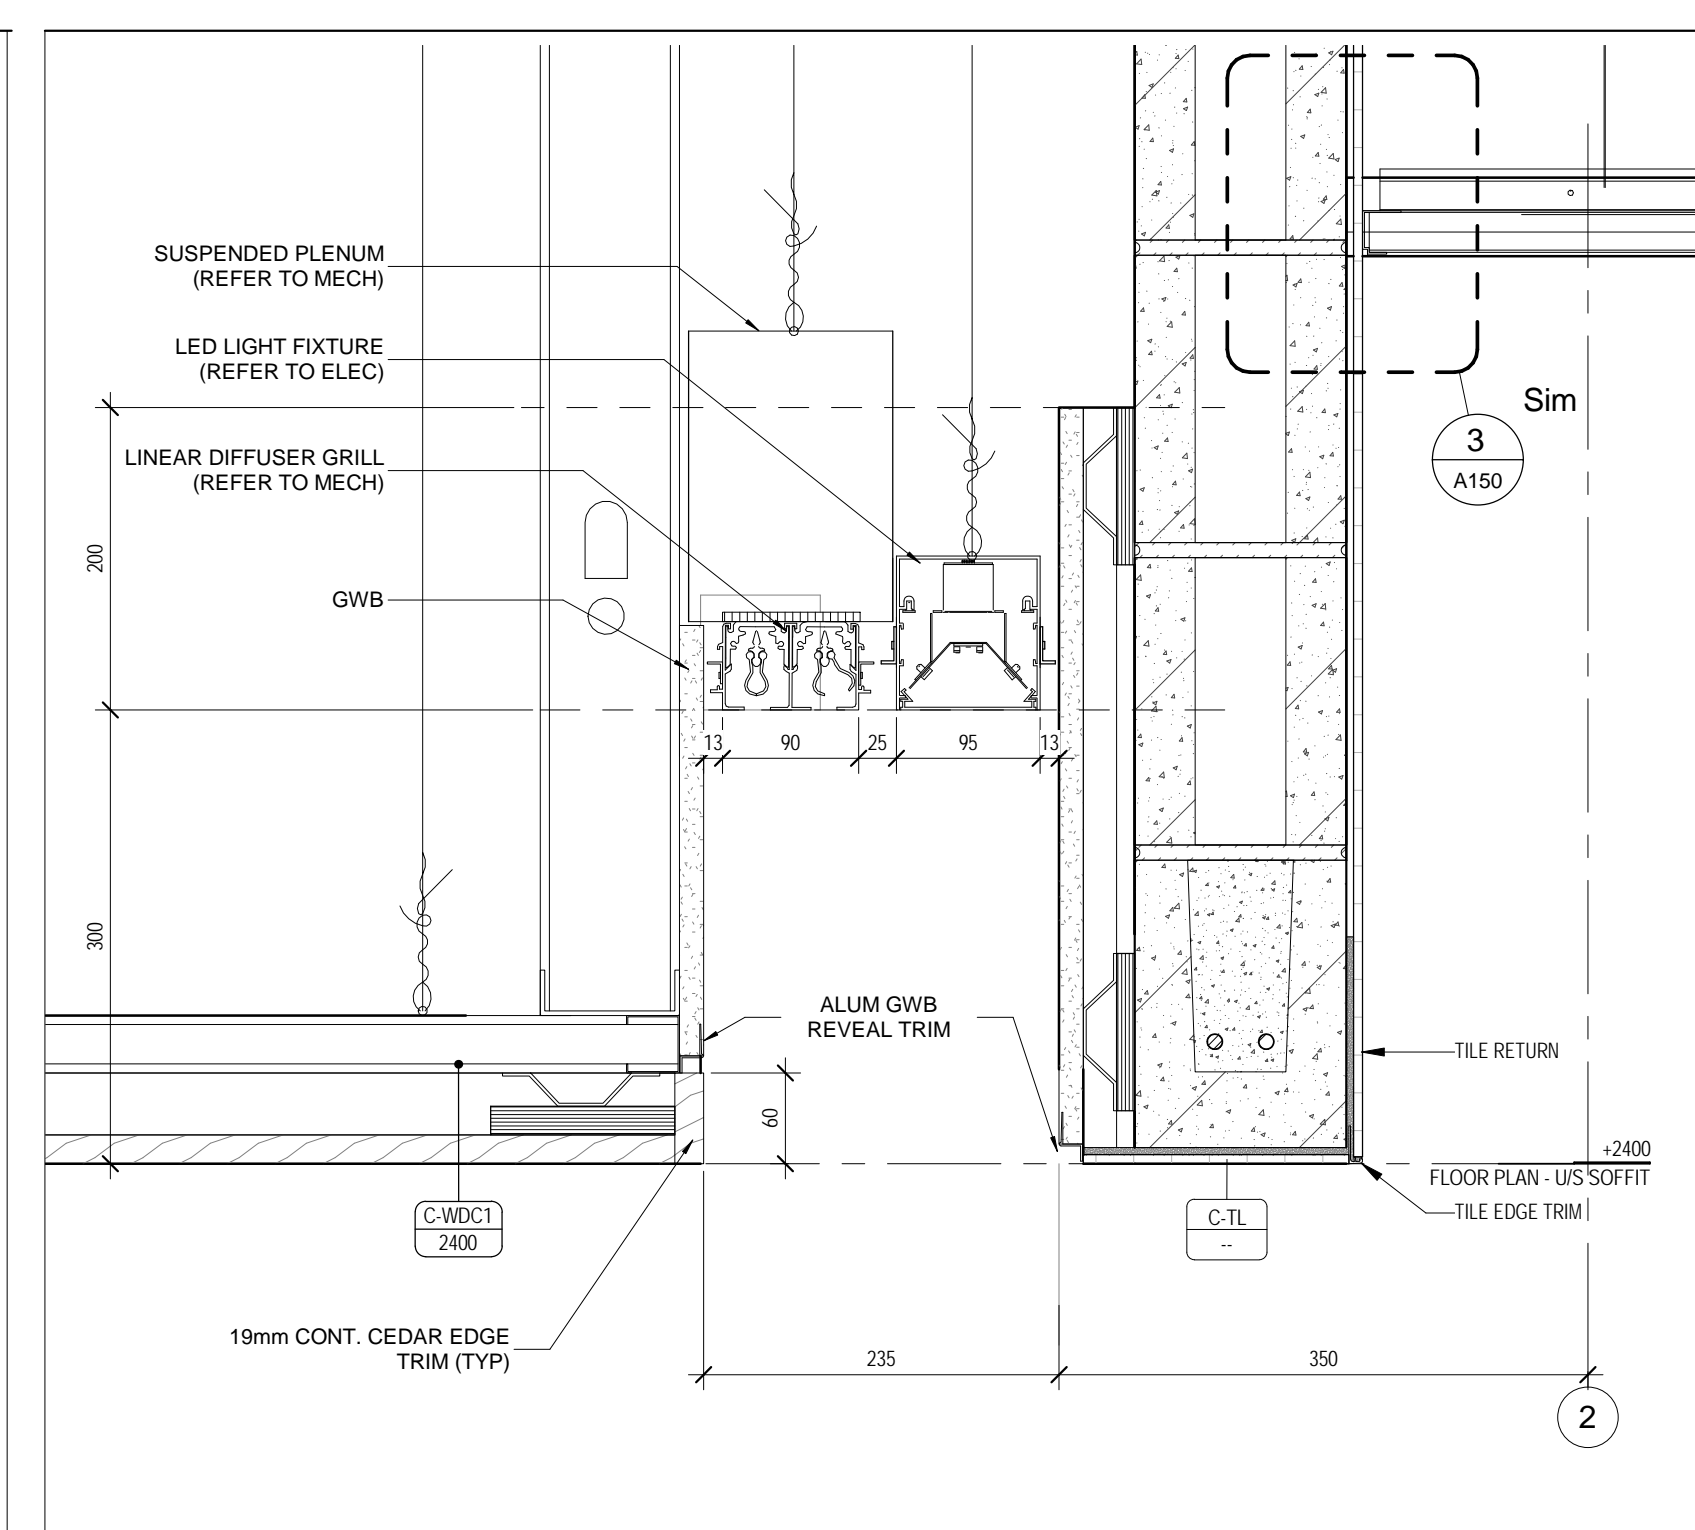 SUSPENDED PLENUM
(REFER TO MECH)
LED LIGHT FIXTURE
(REFER TO ELEC)
Sim
3
A150
LINEAR DIFFUSER GRILL
(REFER TO MECH)
200
GWB
13
90
25
95
13
300
ALUM GWB
REVEAL TRIM
TILE RETURN
60
+2400
FLOOR PLAN - U/S SOFFIT
TILE EDGE TRIM
C-WDC1
2400
C-TL
--
19mm CONT. CEDAR EDGE
TRIM (TYP)
235
350
2